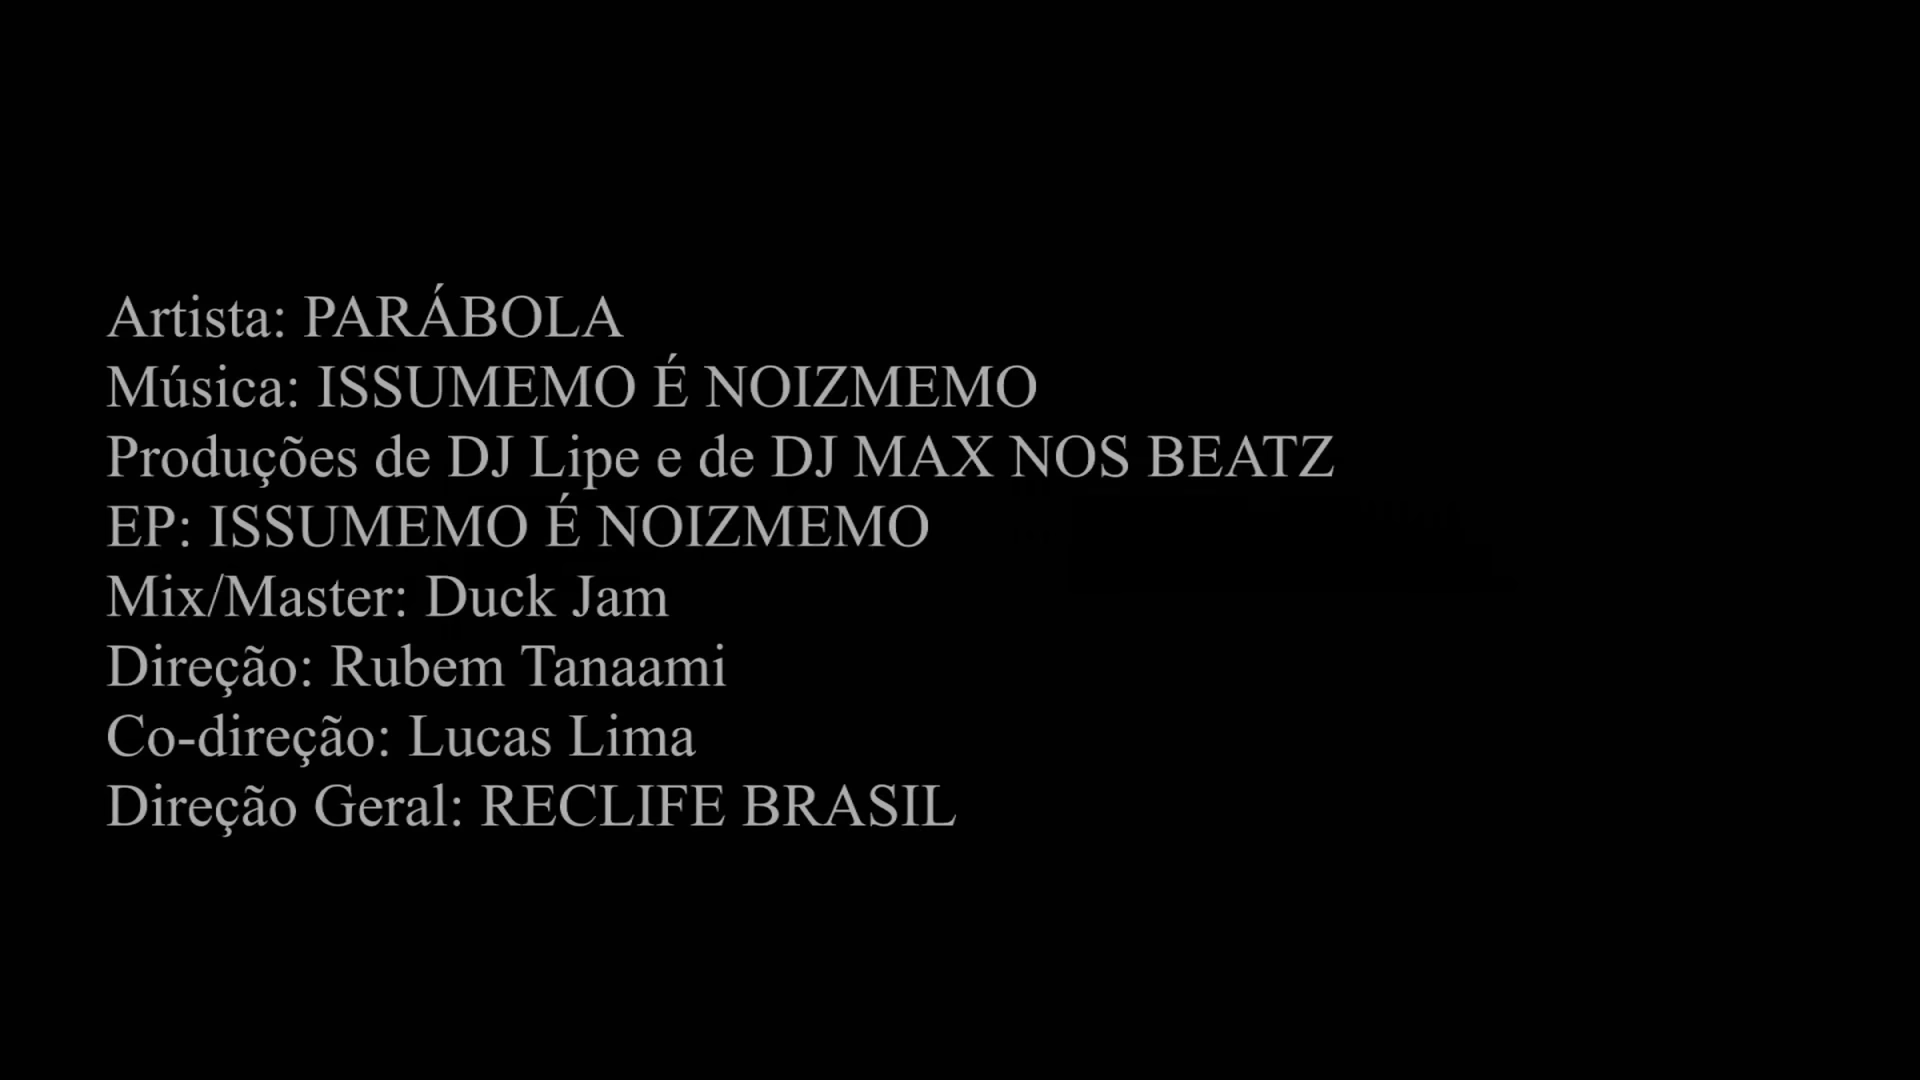 Artista: PARÁBOLA
Música: ISSUMEMO É NOIZMEMO
Produções de DJ Lipe e de DJ MAX NOS BEATZ
EP: ISSUMEMO É NOIZMEMO
Mix/Master: Duck Jam
Direção: Rubem Tanaami
Co-direção: Lucas Lima
Direção Geral: RECLIFE BRASIL